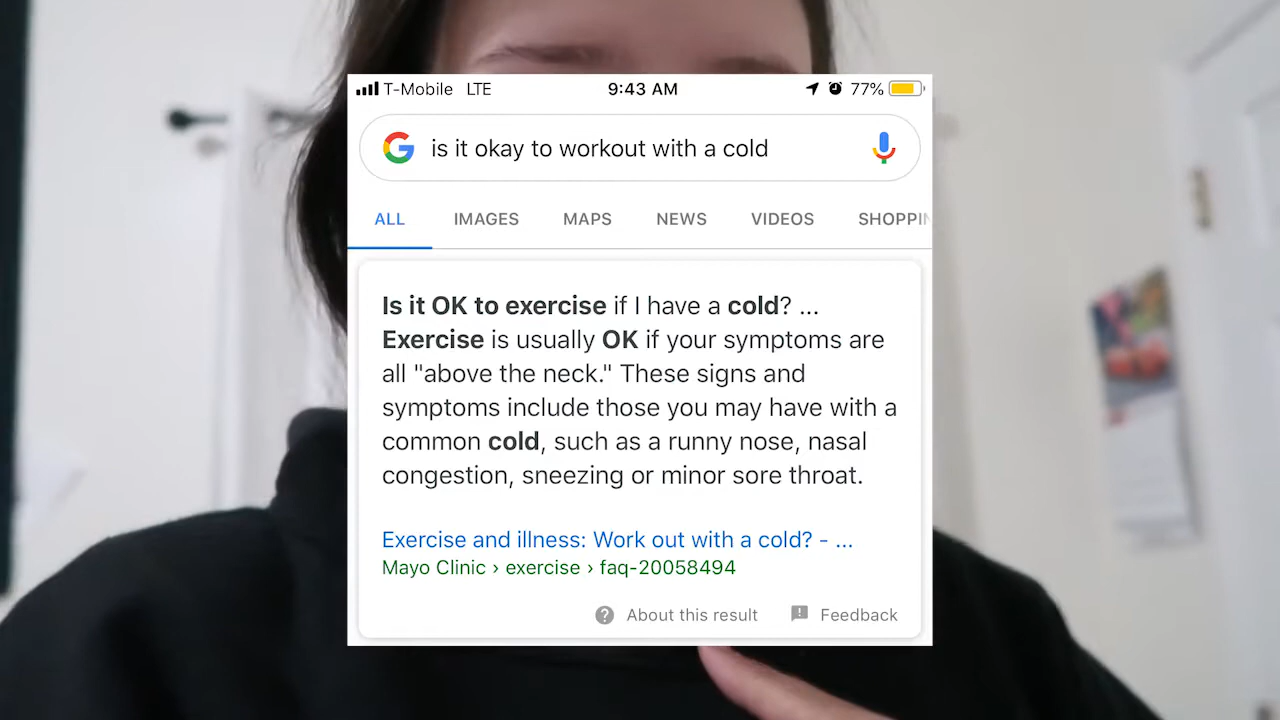 T-Mobile LTE 9:43 AM 77%
is it okay to workout with a cold
ALL IMAGES MAPS NEWS VIDEOS SHOPPIN
Is it OK to exercise if I have a cold? ...
Exercise is usually OK if your symptoms are
all "above the neck." These signs and
symptoms include those you may have with a
common cold, such as a runny nose, nasal
congestion, sneezing or minor sore throat.
Exercise and illness: Work out with a cold? - ...
Mayo Clinic › exercise › faq-20058494
About this result Feedback